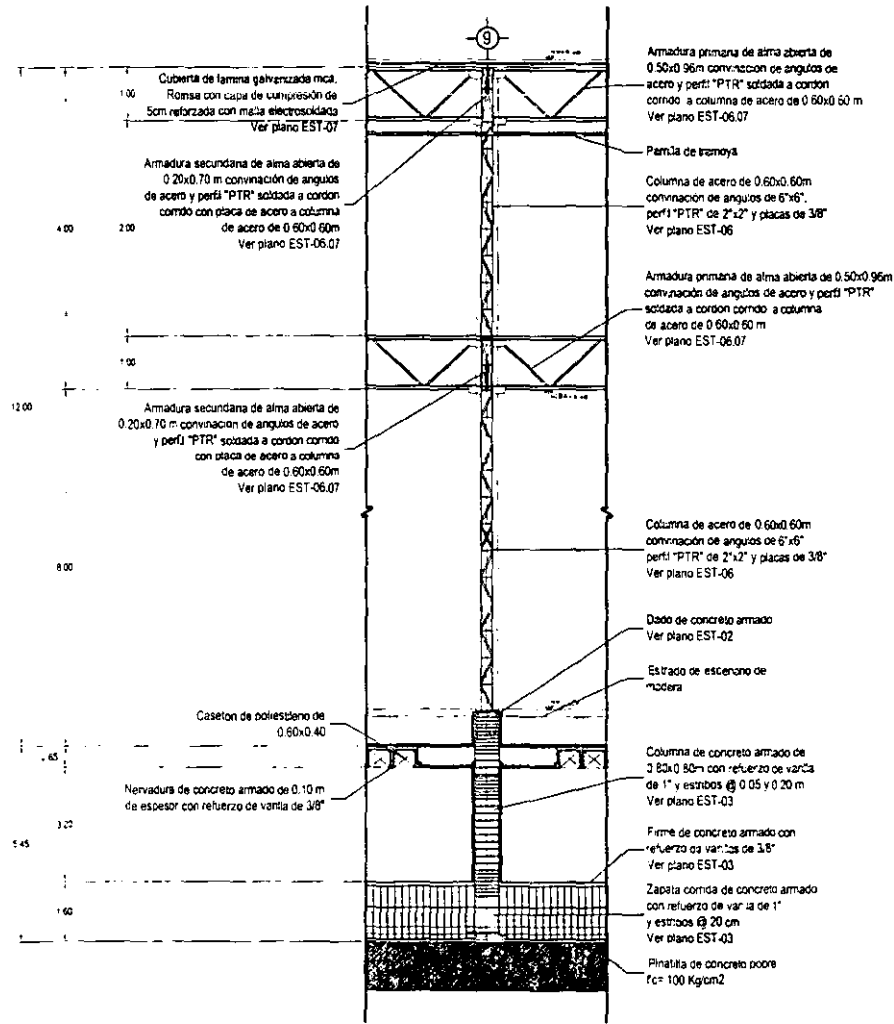 9
Cubierta de lamina galvanizada mca.
Romsa con capa de compresión de
5cm reforzada con malla electrosoldada
Ver plano EST-07
Armadura secundaria de alma abierta de
0.20x0.70 m convinación de angulos
de acero y perfil "PTR" soldada a cordon
corrido con placa de acero a columna
de acero de 0.60x0.60m
Ver plano EST-06.07
Armadura secundaria de alma abierta de
0.20x0.70 m convinación de angulos de acero
y perfil "PTR" soldada a cordon corrido
con placa de acero a columna
de acero de 0.60x0.60m
Ver plano EST-06.07
Caseton de poliestileno de
0.60x0.40
Nervadura de concreto armado de 0.10 m
de espesor con refuerzo de varilla de 3/8"
1.00
4.00
2.00
1.00
12.00
8.00
.65
3.20
5.45
1.60
Armadura primaria de alma abierta de
0.50x0.96m convinacion de angulos de
acero y perfil "PTR" soldada a cordon
corrido a columna de acero de 0.60x0.60 m
Ver plano EST-06.07
Parrilla de tramoya
Columna de acero de 0.60x0.60m
convinación de angulos de 6"x6",
perfil "PTR" de 2"x2" y placas de 3/8"
Ver plano EST-06
Armadura primaria de alma abierta de 0.50x0.96m
convinación de angulos de acero y perfil "PTR"
soldada a cordon corrido a columna
de acero de 0.60x0.60 m
Ver plano EST-06.07
Columna de acero de 0.60x0.60m
convinación de angulos de 6"x6"
perfil "PTR" de 2"x2" y placas de 3/8"
Ver plano EST-06
Dado de concreto armado
Ver plano EST-02
Estrado de escenario de
madera
Columna de concreto armado de
0.80x0.80m con refuerzo de varilla
de 1" y estribos @ 0.05 y 0.20 m
Ver plano EST-03
Firme de concreto armado con
refuerzo de varillas de 3/8"
Ver plano EST-03
Zapata corrida de concreto armado
con refuerzo de varilla de 1"
y estribos @ 20 cm
Ver plano EST-03
Plnatilla de concreto pobre
f'c= 100 Kg/cm2